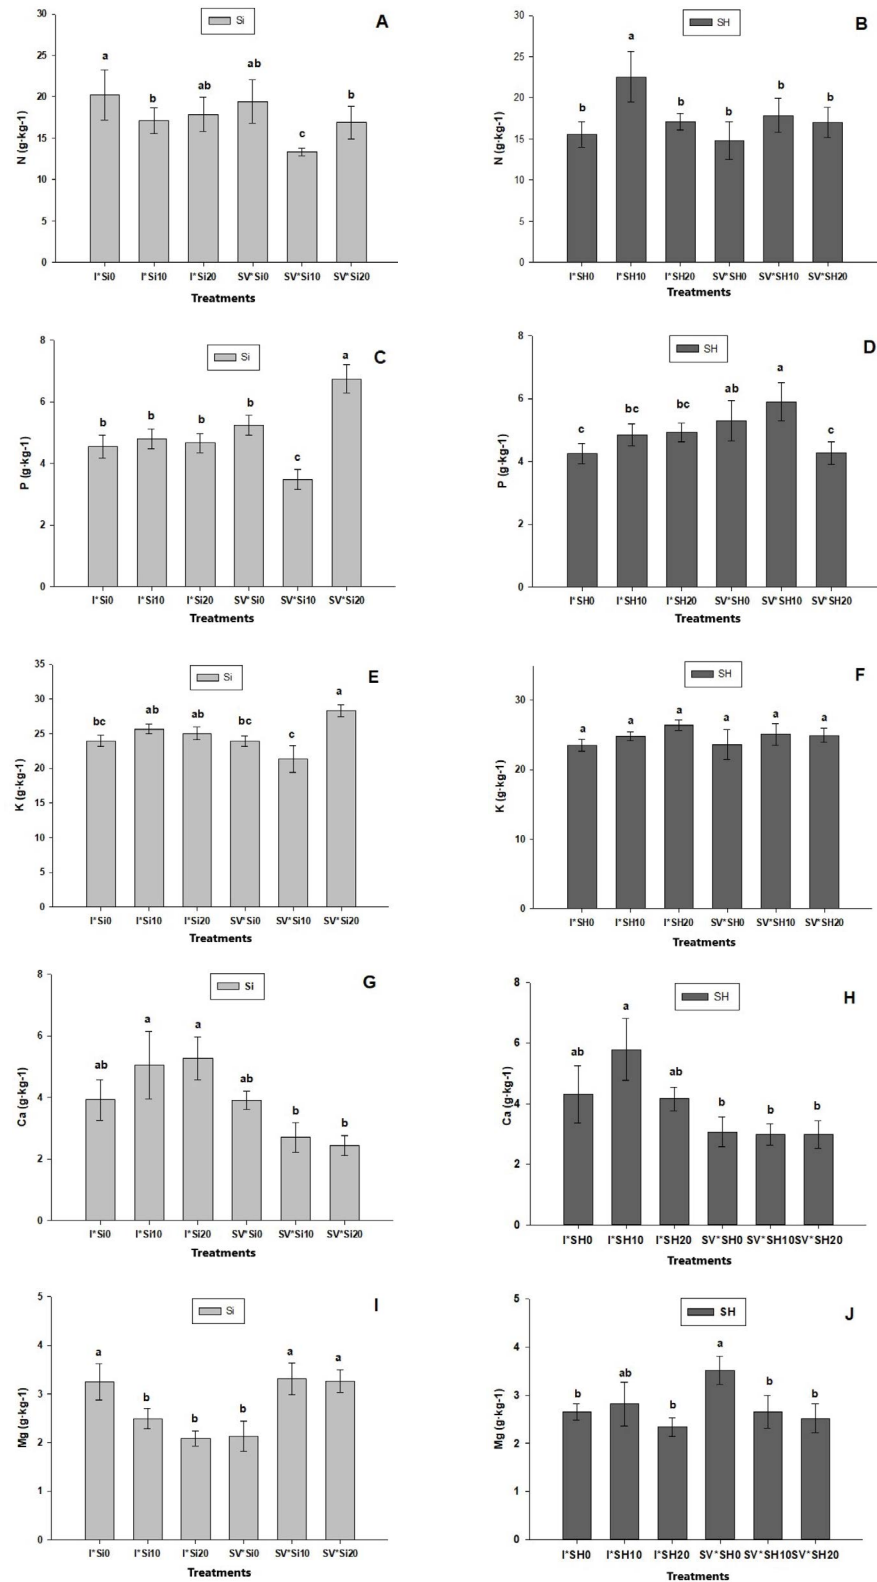 Si
A
N (g·kg-1)
30
25
20
15
10
5
0
a
b
ab
ab
c
b
I*Si0 I*Si10 I*Si20 SV*Si0 SV*Si10 SV*Si20
Treatments
SH
B
N (g·kg-1)
30
25
20
15
10
5
0
b
a
b
b
b
b
I*SH0 I*SH10 I*SH20 SV*SH0 SV*SH10 SV*SH20
Treatments
Si
C
P (g·kg-1)
8
6
4
2
0
b
b
b
b
c
a
I*Si0 I*Si10 I*Si20 SV*Si0 SV*Si10 SV*Si20
Treatments
SH
D
P (g·kg-1)
8
6
4
2
0
c
bc
bc
ab
a
c
I*SH0 I*SH10 I*SH20 SV*SH0 SV*SH10 SV*SH20
Treatments
Si
E
K (g·kg-1)
35
30
25
20
15
10
5
0
bc
ab
ab
bc
c
a
I*Si0 I*Si10 I*Si20 SV*Si0 SV*Si10 SV*Si20
Treatments
SH
F
K (g·kg-1)
30
20
10
0
a
a
a
a
a
a
I*SH0 I*SH10 I*SH20 SV*SH0 SV*SH10 SV*SH20
Treatments
Si
G
Ca (g·kg-1)
8
6
4
2
0
ab
a
a
ab
b
b
I*Si0 I*Si10 I*Si20 SV*Si0 SV*Si10 SV*Si20
Treatments
SH
H
Ca (g·kg-1)
8
6
4
2
0
ab
a
ab
b
b
b
I*SH0 I*SH10 I*SH20 SV*SH0 SV*SH10 SV*SH20
Treatments
Si
I
Mg (g·kg-1)
5
4
3
2
1
0
a
b
b
b
a
a
I*Si0 I*Si10 I*Si20 SV*Si0 SV*Si10 SV*Si20
Treatments
SH
J
Mg (g·kg-1)
5
4
3
2
1
0
b
ab
b
a
b
b
I*SH0 I*SH10 I*SH20 SV*SH0 SV*SH10 SV*SH20
Treatments